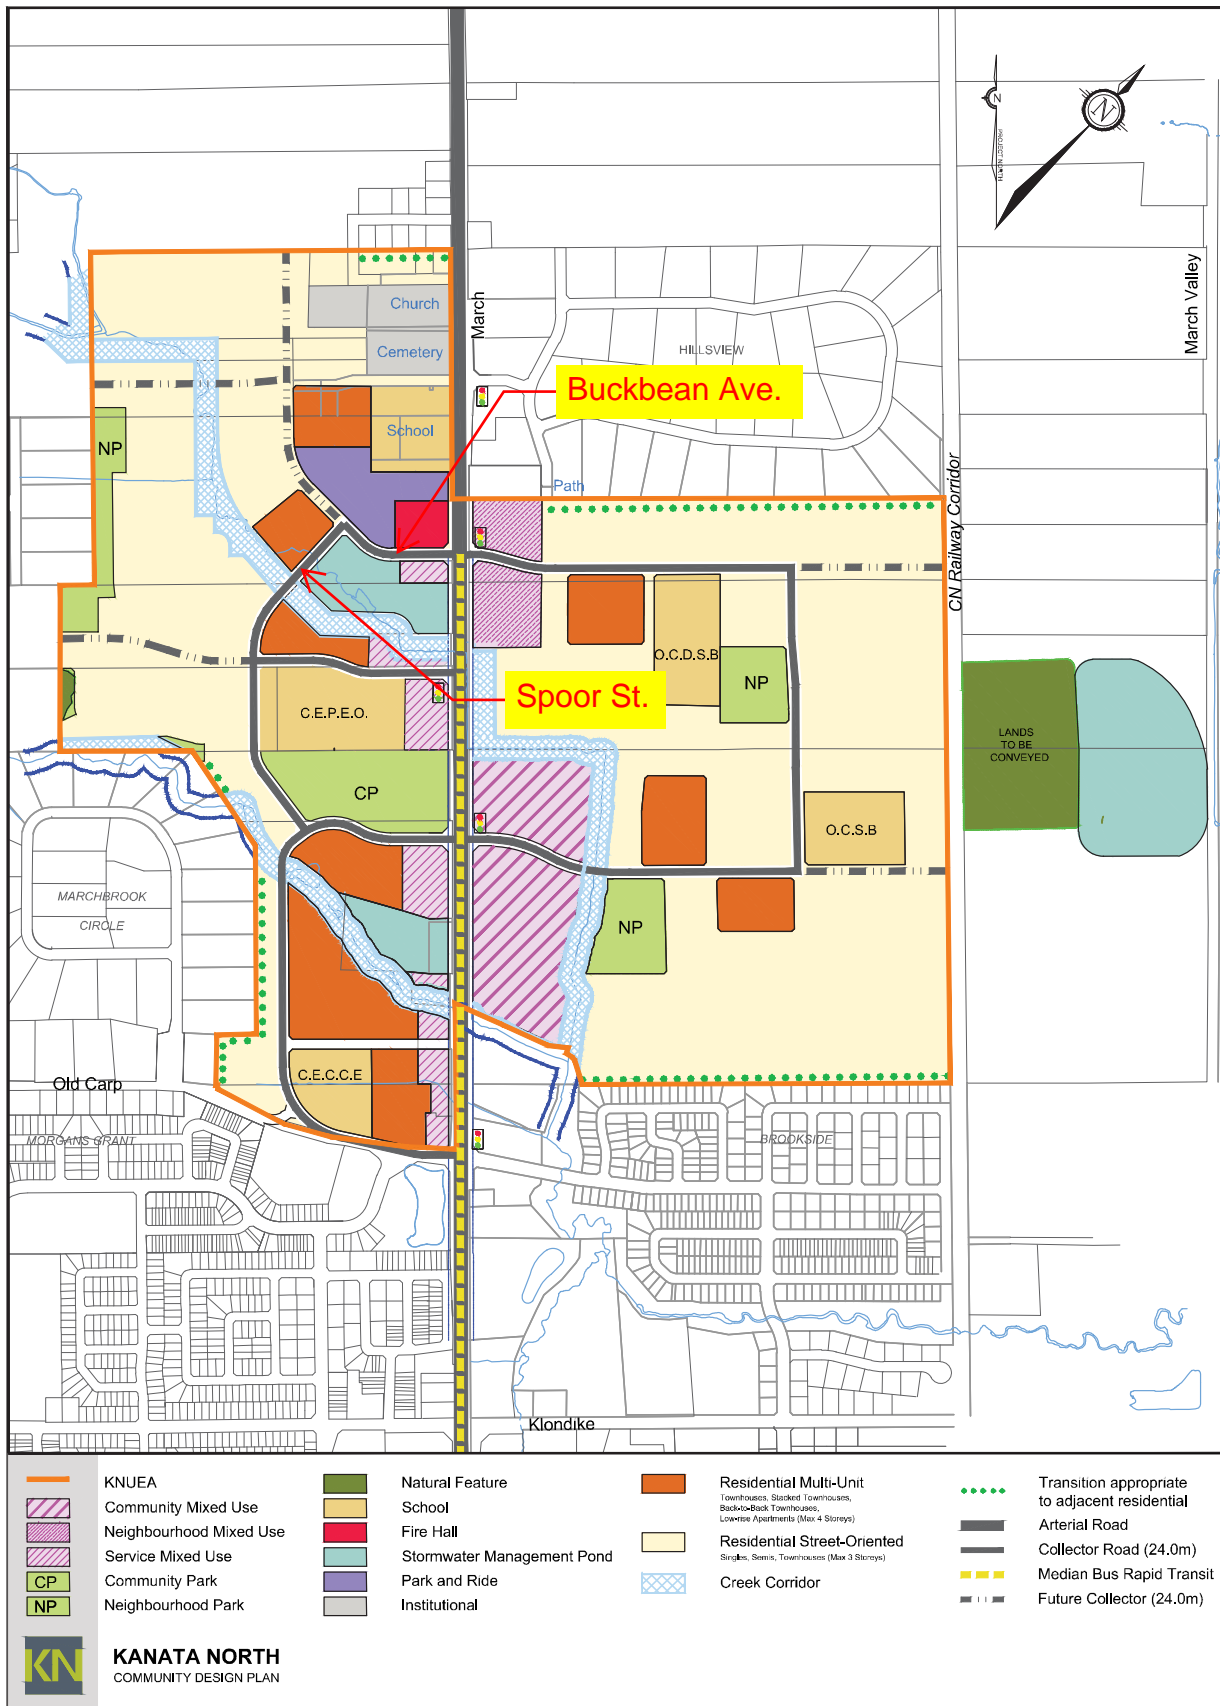 N
PROJECT NORTH
N
March Valley
March
Church
Cemetery
HILLSVIEW
Buckbean Ave.
School
NP
Path
CN Railway Corridor
O.C.D.S.B
NP
Spoor St.
C.E.P.E.O.
LANDS
TO BE
CONVEYED
CP
O.C.S.B
MARCHBROOK
CIRCLE
NP
C.E.C.C.E
Old Carp
MORGANS GRANT
BROOKSIDE
Klondike
KNUEA
Community Mixed Use
Neighbourhood Mixed Use
Service Mixed Use
CP Community Park
NP Neighbourhood Park
Natural Feature
School
Fire Hall
Stormwater Management Pond
Park and Ride
Institutional
Residential Multi-Unit
Townhouses, Stacked Townhouses,
Back-to-Back Townhouses,
Low-rise Apartments (Max 4 Storeys)
Residential Street-Oriented
Singles, Semis, Townhouses (Max 3 Storeys)
Creek Corridor
Transition appropriate
to adjacent residential
Arterial Road
Collector Road (24.0m)
Median Bus Rapid Transit
Future Collector (24.0m)
KN
KANATA NORTH
COMMUNITY DESIGN PLAN